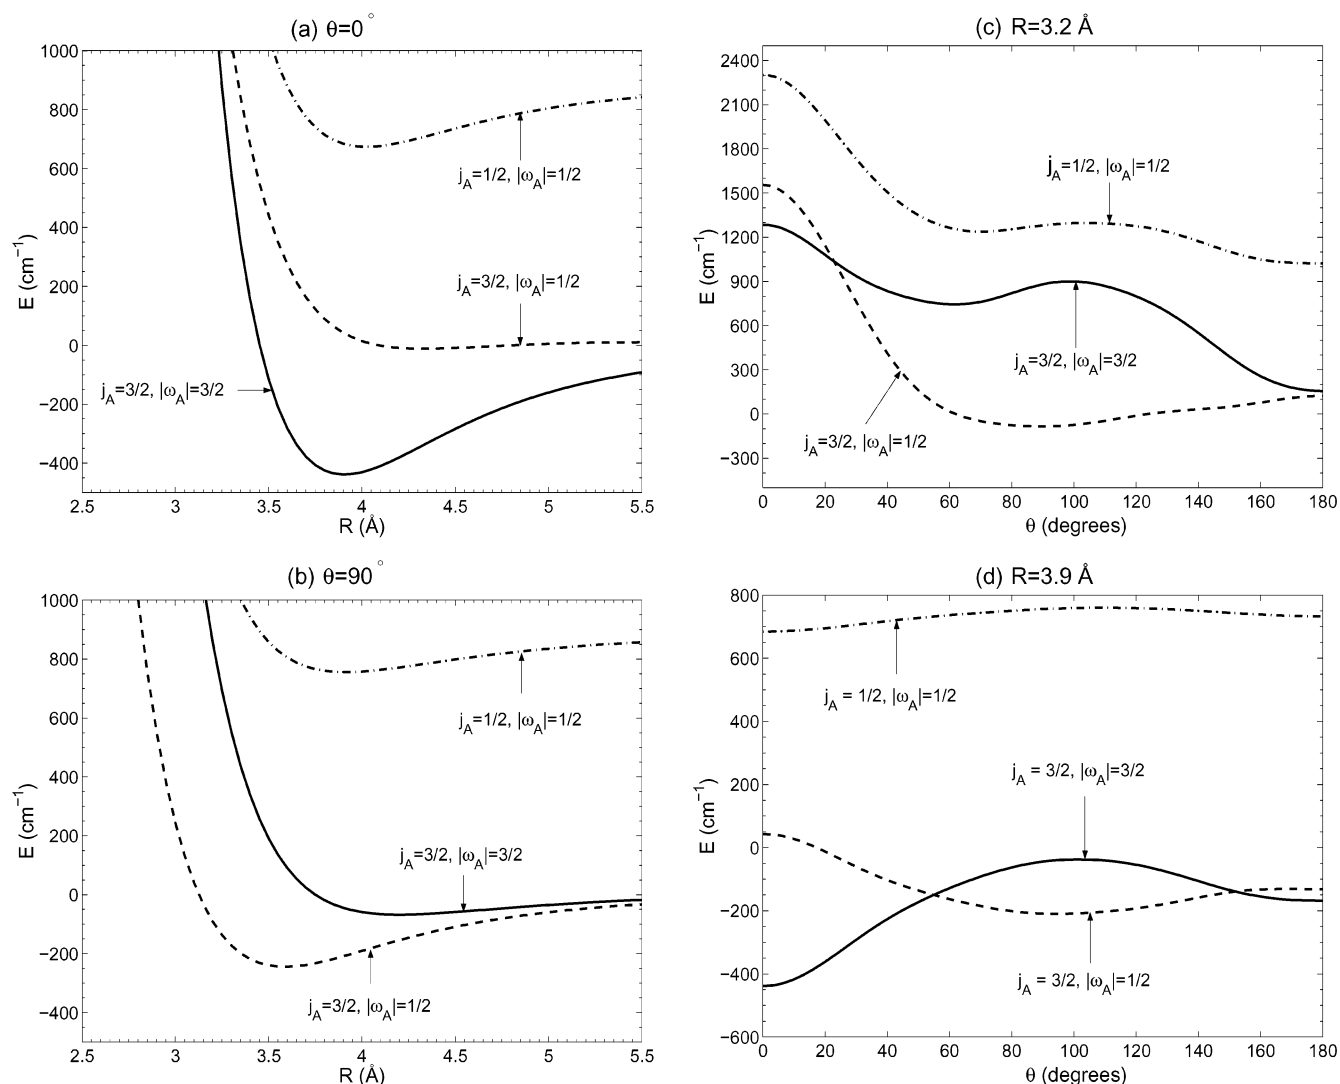 (a) θ=0°
1000
800
600
400
200
0
−200
−400
E (cm⁻¹)
j_A=1/2, |ω_A|=1/2
j_A=3/2, |ω_A|=1/2
j_A=3/2, |ω_A|=3/2
2.5 3 3.5 4 4.5 5 5.5
R (Å)
(c) R=3.2 Å
2400
2100
1800
1500
1200
900
600
300
0
−300
E (cm⁻¹)
j_A=1/2, |ω_A|=1/2
j_A=3/2, |ω_A|=3/2
j_A=3/2, |ω_A|=1/2
0 20 40 60 80 100 120 140 160 180
θ (degrees)
(b) θ=90°
1000
800
600
400
200
0
−200
−400
E (cm⁻¹)
j_A=1/2, |ω_A|=1/2
j_A=3/2, |ω_A|=3/2
j_A=3/2, |ω_A|=1/2
2.5 3 3.5 4 4.5 5 5.5
R (Å)
(d) R=3.9 Å
800
600
400
200
0
−200
−400
−600
E (cm⁻¹)
j_A = 1/2, |ω_A|=1/2
j_A = 3/2, |ω_A|=3/2
j_A = 3/2, |ω_A|=1/2
0 20 40 60 80 100 120 140 160 180
θ (degrees)